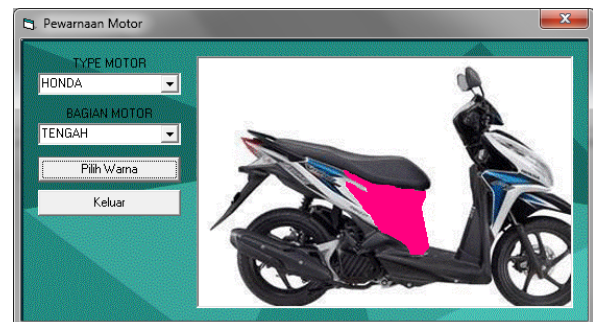 Pewarnaan Motor
TYPE MOTOR
HONDA
BAGIAN MOTOR
TENGAH
Pilih Warna
Keluar